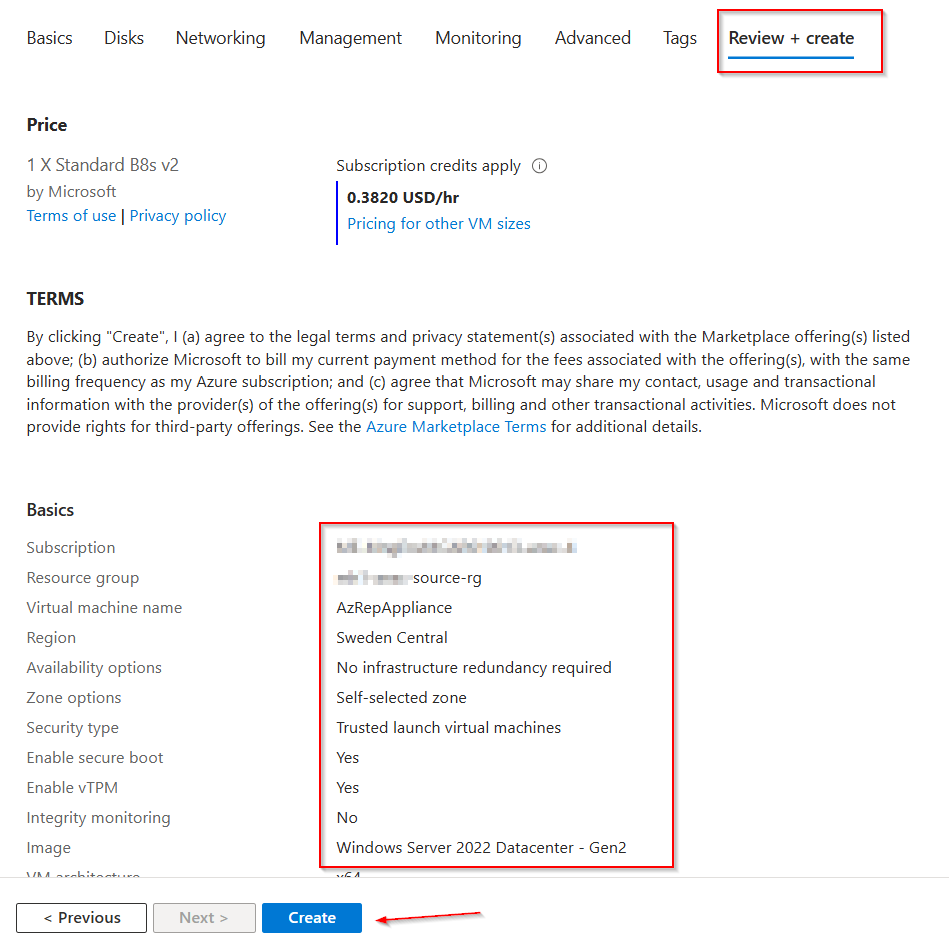 Basics Disks Networking Management Monitoring Advanced Tags Review + create
Price
1 X Standard B8s v2
by Microsoft
Terms of use | Privacy policy
Subscription credits apply
0.3820 USD/hr
Pricing for other VM sizes
TERMS
By clicking "Create", I (a) agree to the legal terms and privacy statement(s) associated with the Marketplace offering(s) listed
above; (b) authorize Microsoft to bill my current payment method for the fees associated with the offering(s), with the same
billing frequency as my Azure subscription; and (c) agree that Microsoft may share my contact, usage and transactional
information with the provider(s) of the offering(s) for support, billing and other transactional activities. Microsoft does not
provide rights for third-party offerings. See the Azure Marketplace Terms for additional details.
Basics
Subscription
Resource group source-rg
Virtual machine name AzRepAppliance
Region Sweden Central
Availability options No infrastructure redundancy required
Zone options Self-selected zone
Security type Trusted launch virtual machines
Enable secure boot Yes
Enable vTPM Yes
Integrity monitoring No
Image Windows Server 2022 Datacenter - Gen2
VM architecture x64
< Previous Next > Create